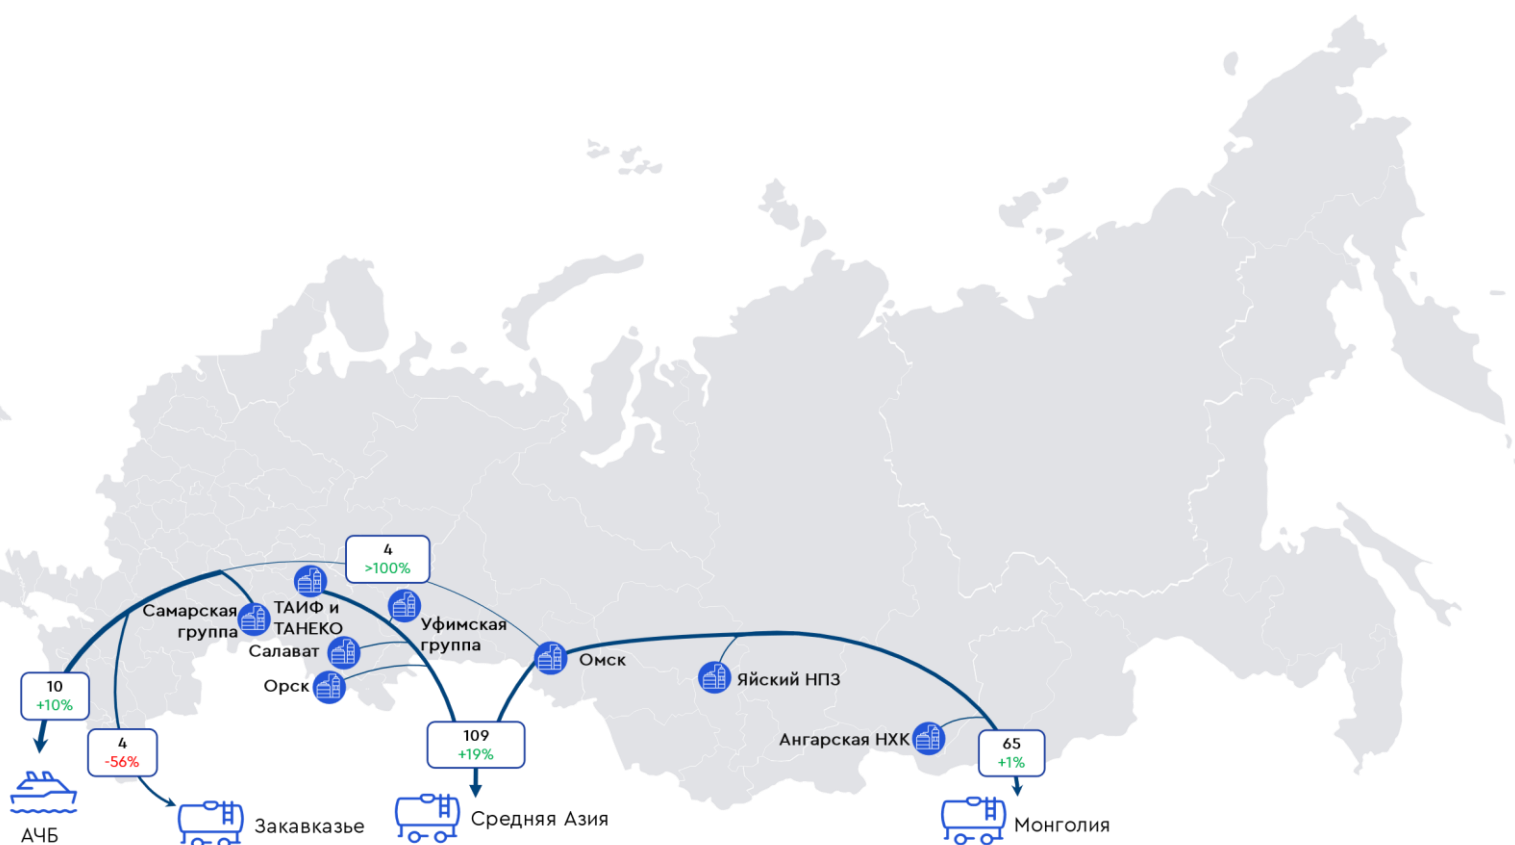 4
>100%
Самарская
группа
ТАИФ и
ТАНЕКО
Уфимская
группа
Салават
Орск
Омск
Яйский НПЗ
Ангарская НХК
10
+10%
4
-56%
109
+19%
65
+1%
АЧБ
Закавказье
Средняя Азия
Монголия